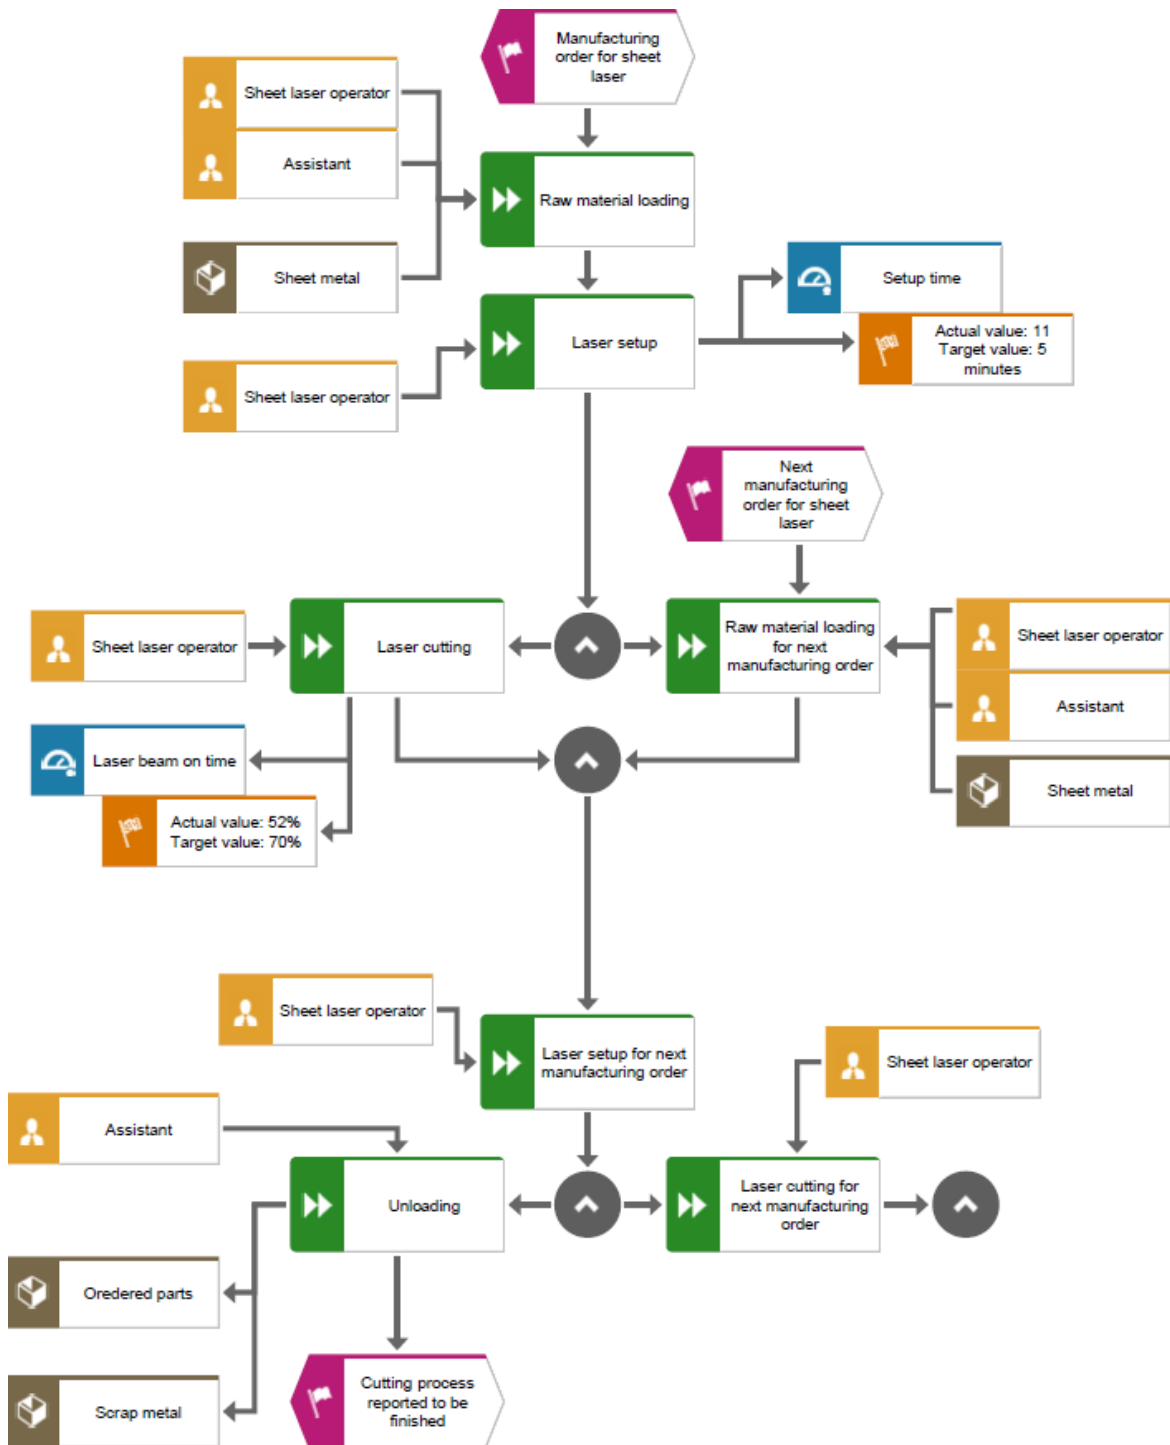 Manufacturing
order for sheet
laser
Sheet laser operator
Assistant
Raw material loading
Sheet metal
Setup time
Laser setup
Actual value: 11
Target value: 5
minutes
Sheet laser operator
Next
manufacturing
order for sheet
laser
Sheet laser operator
Laser cutting
Raw material loading
for next
manufacturing order
Sheet laser operator
Assistant
Laser beam on time
Sheet metal
Actual value: 52%
Target value: 70%
Sheet laser operator
Laser setup for next
manufacturing order
Sheet laser operator
Assistant
Unloading
Laser cutting for
next manufacturing
order
Oredered parts
Cutting process
reported to be
finished
Scrap metal